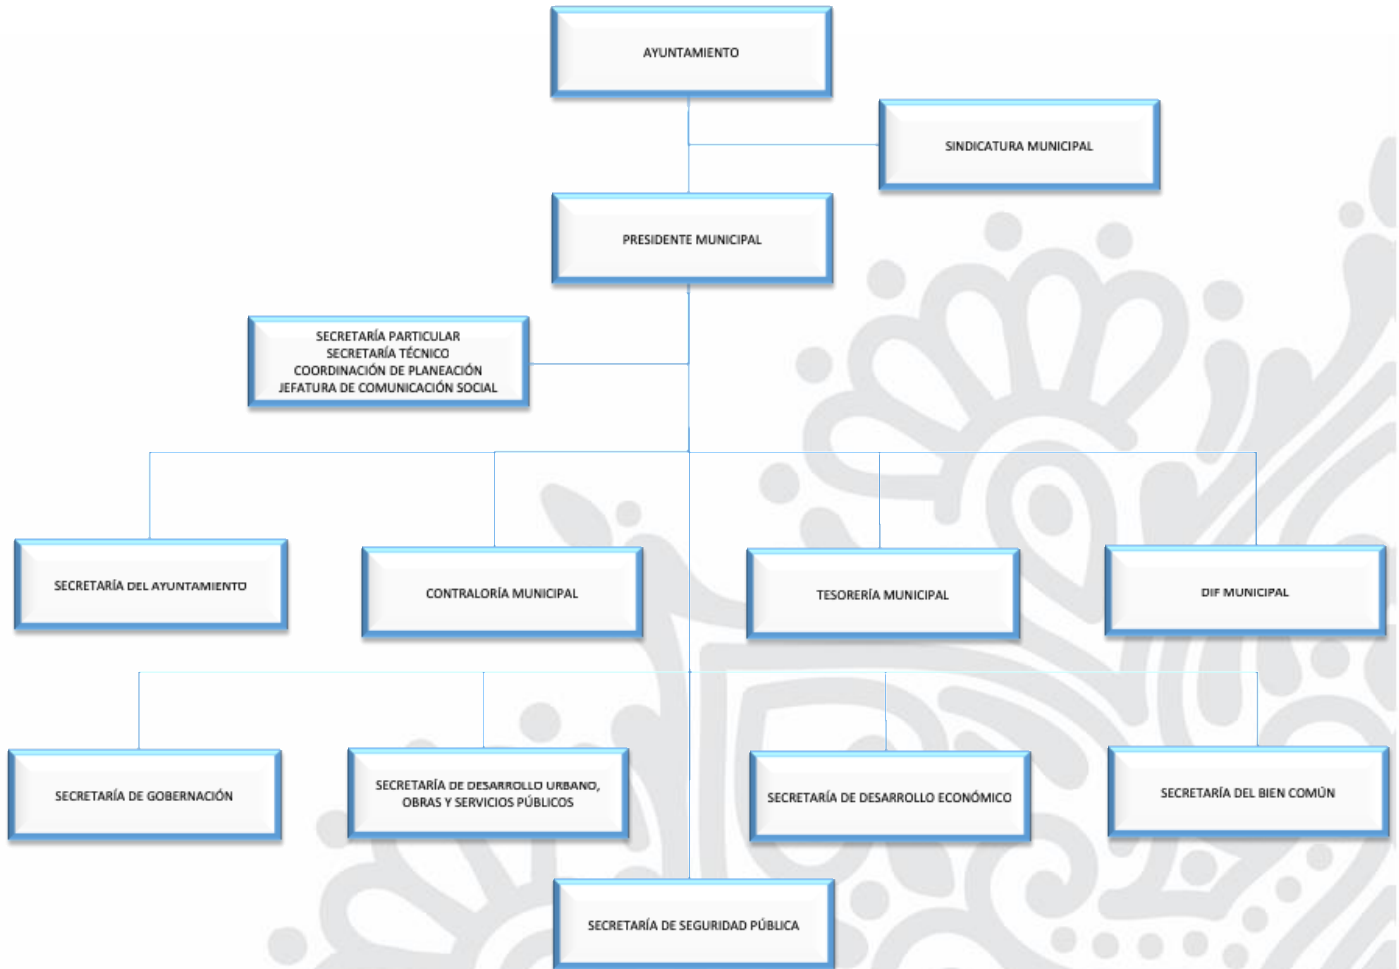 AYUNTAMIENTO
SINDICATURA MUNICIPAL
PRESIDENTE MUNICIPAL
SECRETARÍA PARTICULAR
SECRETARÍA TÉCNICO
COORDINACIÓN DE PLANEACIÓN
JEFATURA DE COMUNICACIÓN SOCIAL
SECRETARÍA DEL AYUNTAMIENTO
CONTRALORÍA MUNICIPAL
TESORERÍA MUNICIPAL
DIF MUNICIPAL
SECRETARÍA DE GOBERNACIÓN
SECRETARÍA DE DESARROLLO URBANO,
OBRAS Y SERVICIOS PÚBLICOS
SECRETARÍA DE DESARROLLO ECONÓMICO
SECRETARÍA DEL BIEN COMÚN
SECRETARÍA DE SEGURIDAD PÚBLICA